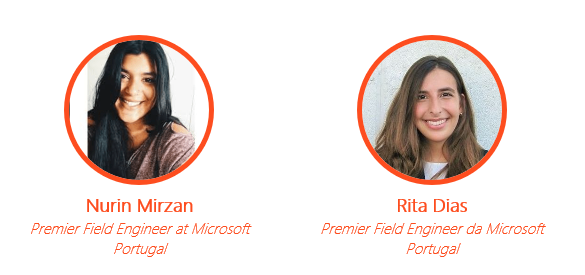 Nurin Mirzan
Premier Field Engineer at Microsoft
Portugal
Rita Dias
Premier Field Engineer da Microsoft
Portugal